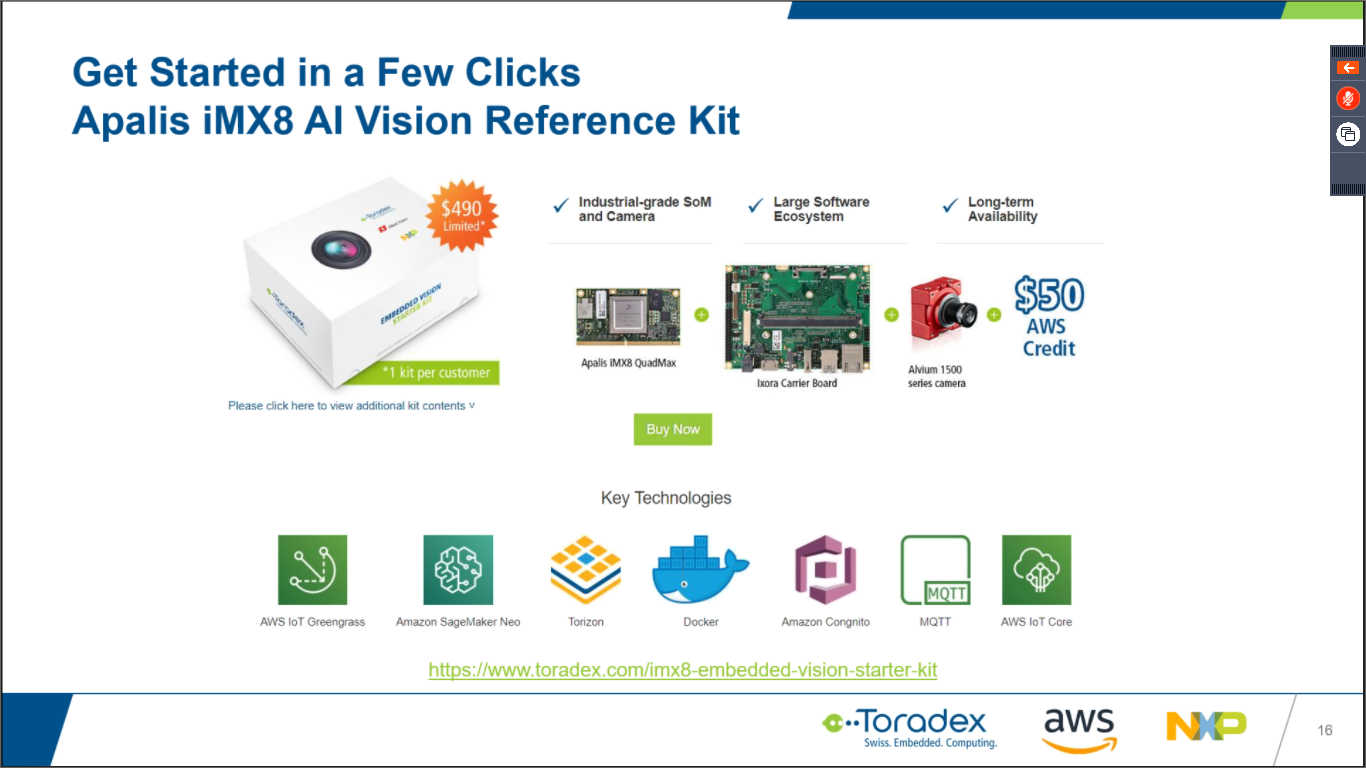 Get Started in a Few Clicks
Apalis iMX8 AI Vision Reference Kit
$490
Limited*
Toradex
NXP
EMBEDDED VISION
STARTER KIT
Toradex
*1 kit per customer
Please click here to view additional kit contents ˅
Industrial-grade SoM
and Camera
Large Software
Ecosystem
Long-term
Availability
Apalis iMX8 QuadMax
Ixora Carrier Board
Alvium 1500
series camera
$50
AWS
Credit
Buy Now
Key Technologies
MQTT
AWS IoT Greengrass
Amazon SageMaker Neo
Torizon
Docker
Amazon Congnito
MQTT
AWS IoT Core
https://www.toradex.com/imx8-embedded-vision-starter-kit
Toradex
Swiss. Embedded. Computing.
aws
NXP
16